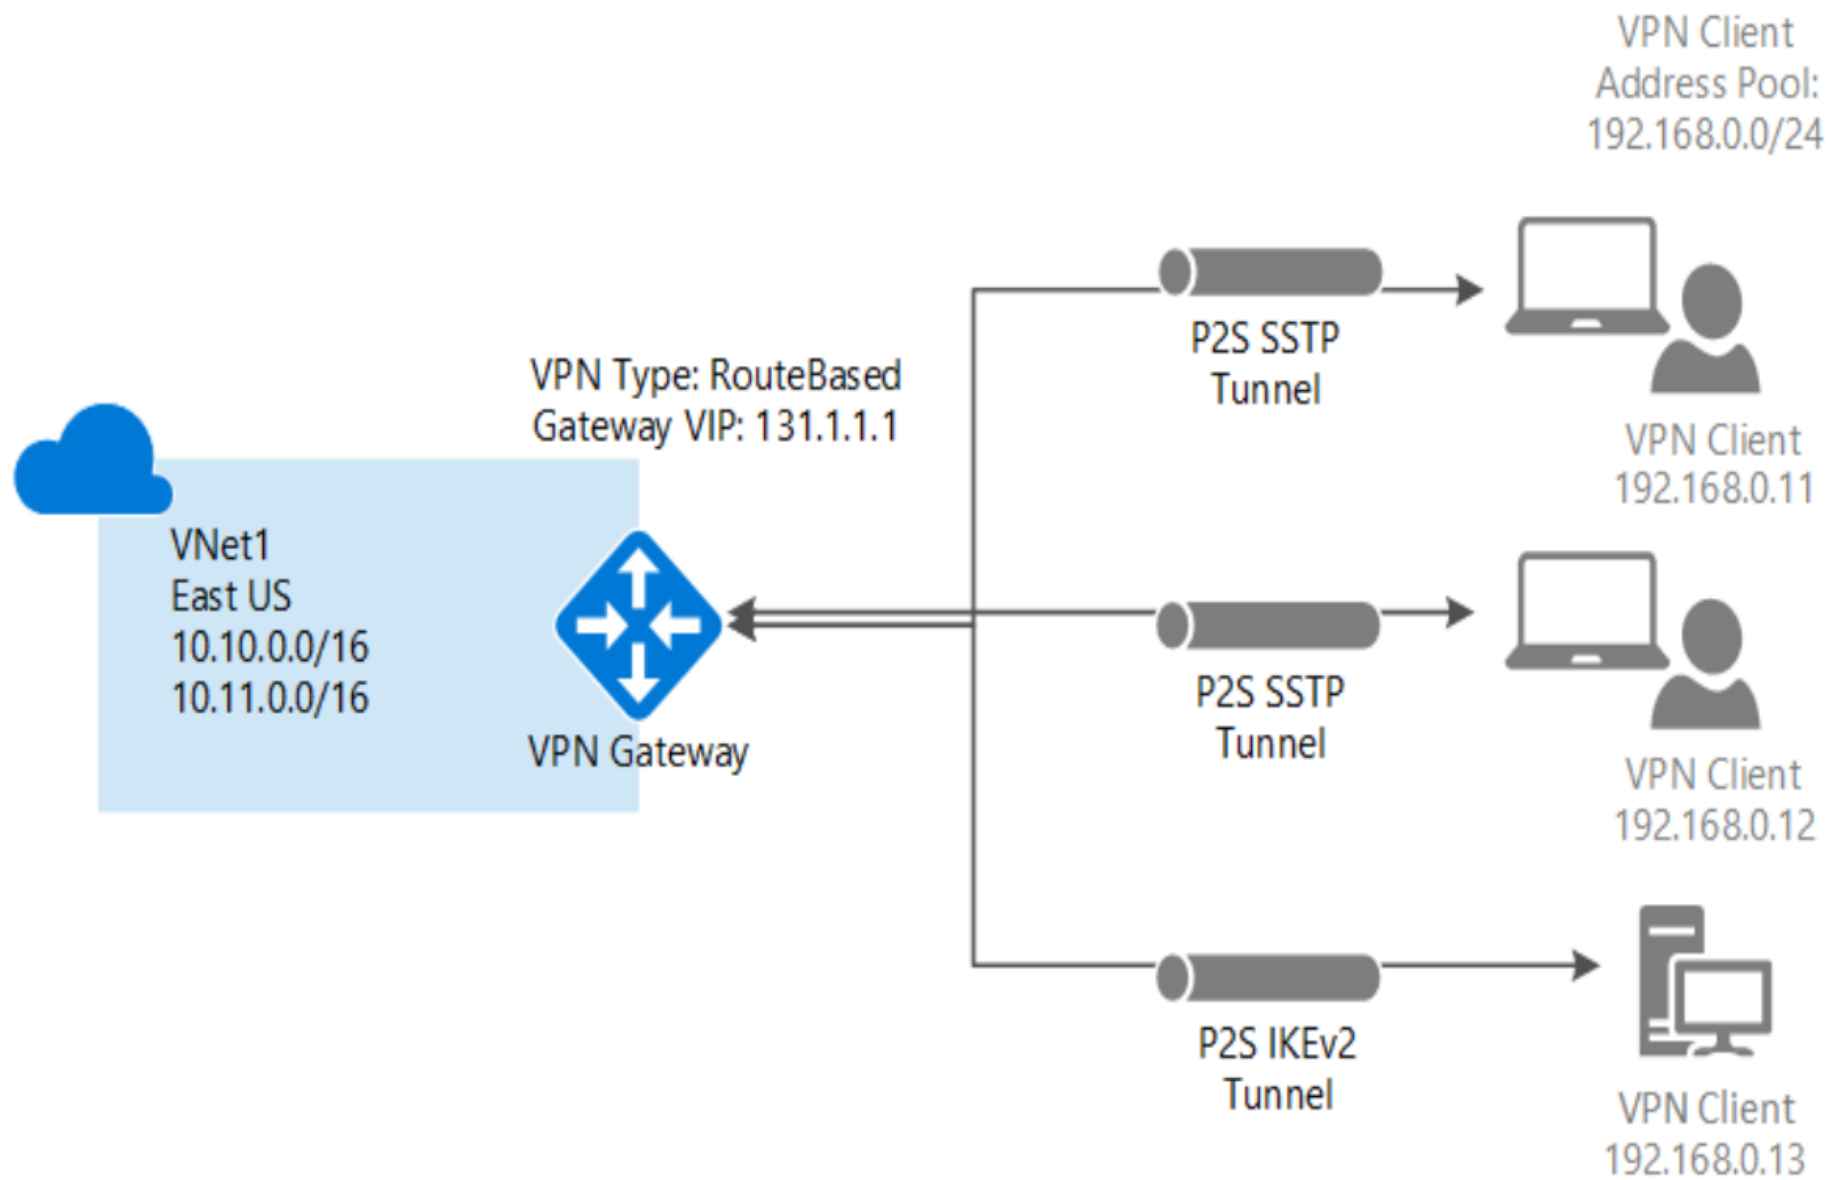 VPN Client
Address Pool:
192.168.0.0/24
P2S SSTP
Tunnel
VPN Client
192.168.0.11
VPN Type: RouteBased
Gateway VIP: 131.1.1.1
VNet1
East US
10.10.0.0/16
10.11.0.0/16
VPN Gateway
P2S SSTP
Tunnel
VPN Client
192.168.0.12
P2S IKEv2
Tunnel
VPN Client
192.168.0.13